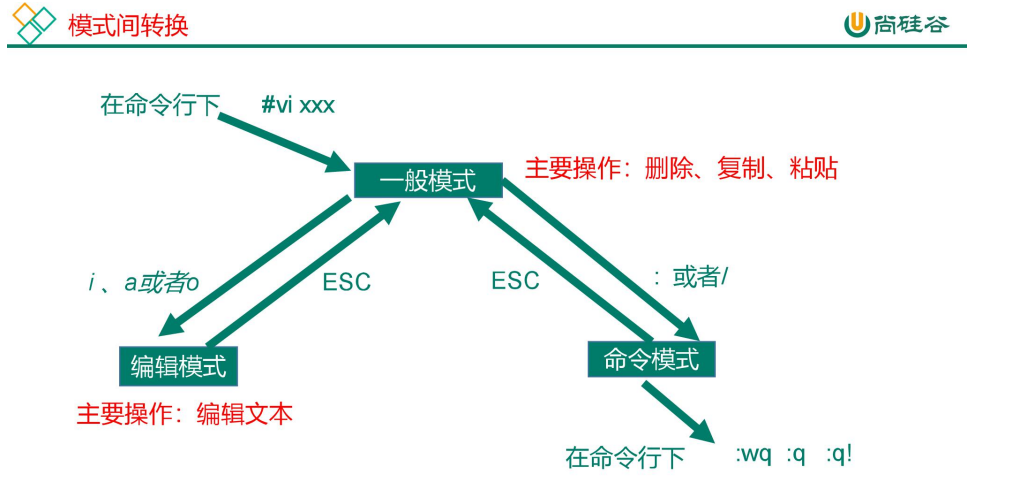 模式间转换
尚硅谷
在命令行下 #vi xxx
一般模式
主要操作：删除、复制、粘贴
i 、a或者o
ESC
ESC
: 或者/
编辑模式
命令模式
主要操作：编辑文本
在命令行下 :wq :q :q!